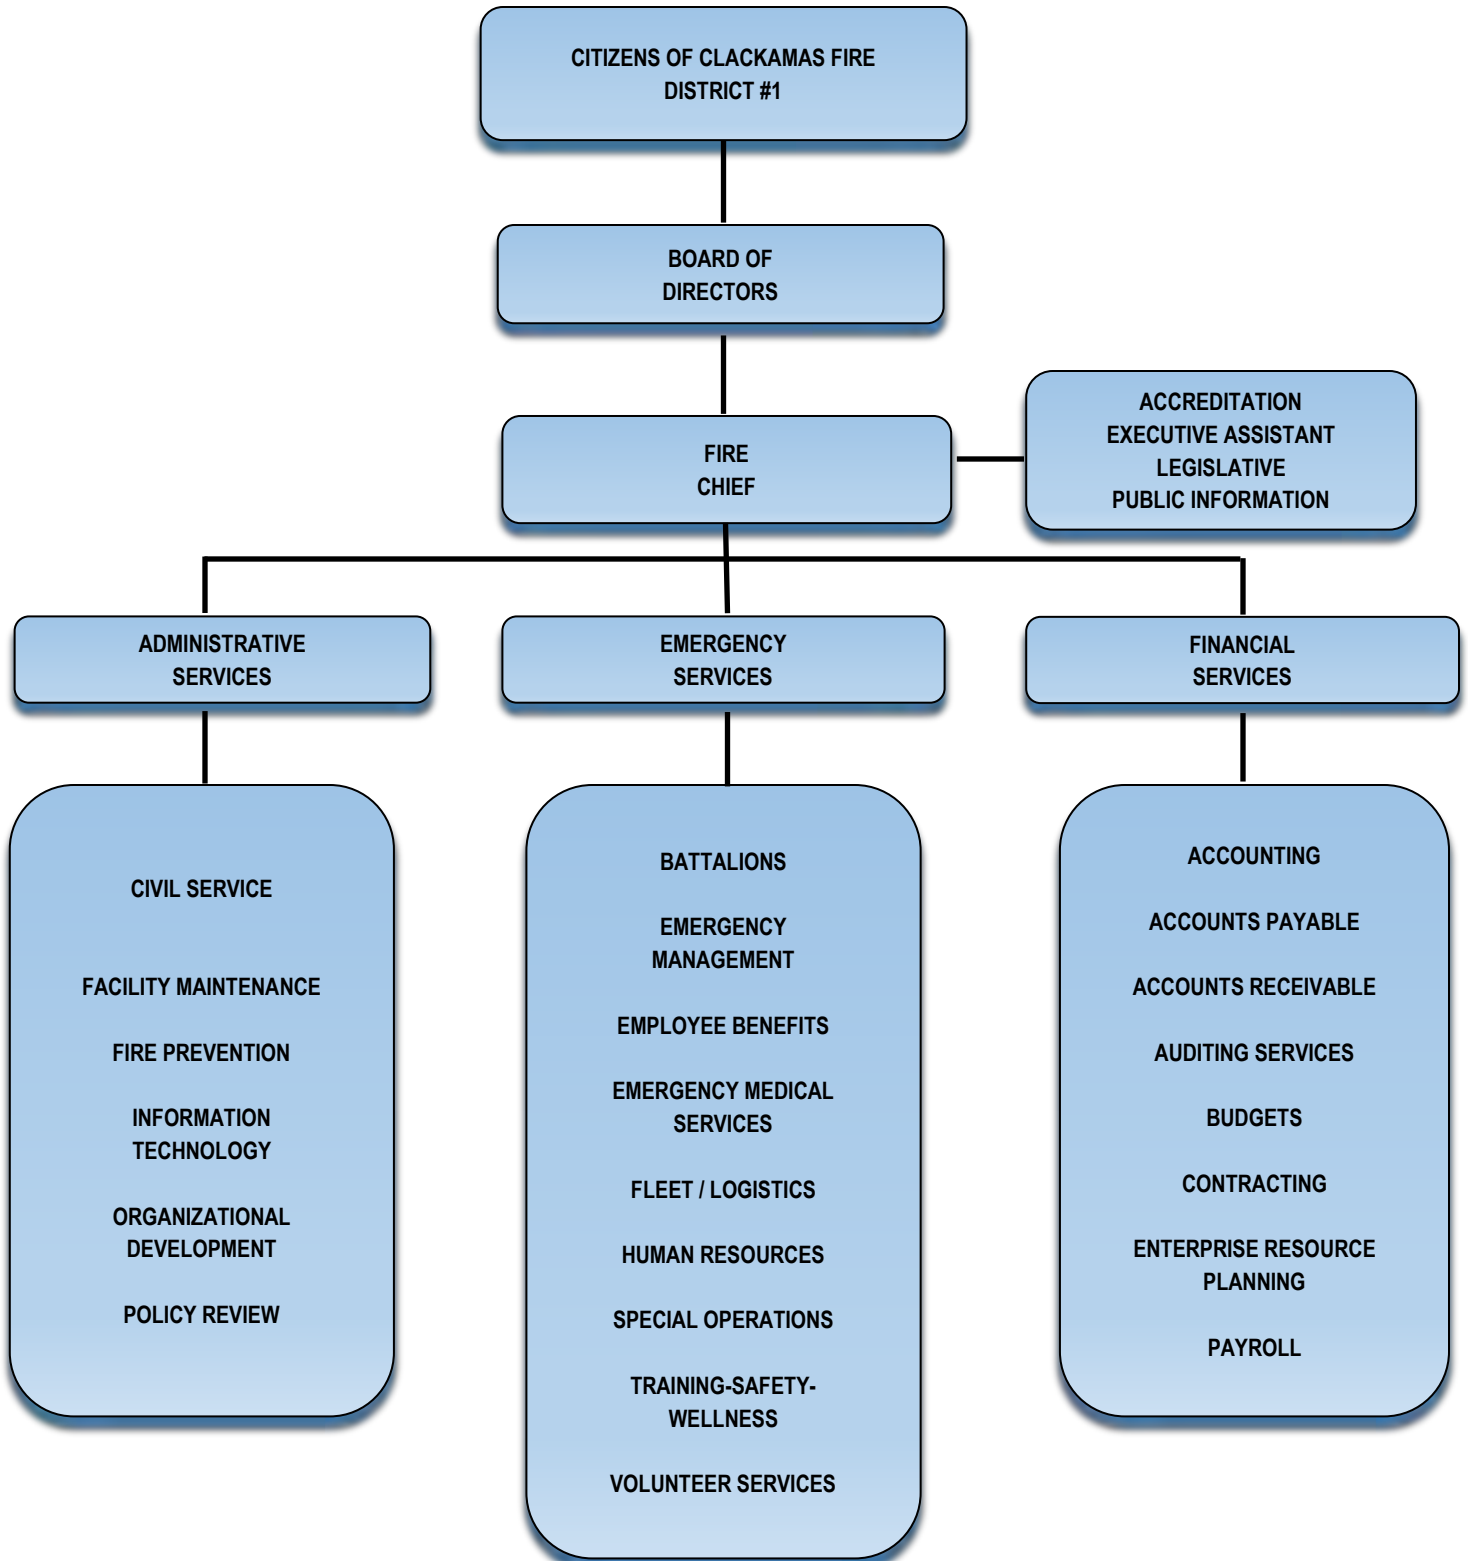 CITIZENS OF CLACKAMAS FIRE
DISTRICT #1
BOARD OF
DIRECTORS
FIRE
CHIEF
ACCREDITATION
EXECUTIVE ASSISTANT
LEGISLATIVE
PUBLIC INFORMATION
ADMINISTRATIVE
SERVICES
EMERGENCY
SERVICES
FINANCIAL
SERVICES
CIVIL SERVICE
FACILITY MAINTENANCE
FIRE PREVENTION
INFORMATION
TECHNOLOGY
ORGANIZATIONAL
DEVELOPMENT
POLICY REVIEW
BATTALIONS
EMERGENCY
MANAGEMENT
EMPLOYEE BENEFITS
EMERGENCY MEDICAL
SERVICES
FLEET / LOGISTICS
HUMAN RESOURCES
SPECIAL OPERATIONS
TRAINING-SAFETY-
WELLNESS
VOLUNTEER SERVICES
ACCOUNTING
ACCOUNTS PAYABLE
ACCOUNTS RECEIVABLE
AUDITING SERVICES
BUDGETS
CONTRACTING
ENTERPRISE RESOURCE
PLANNING
PAYROLL